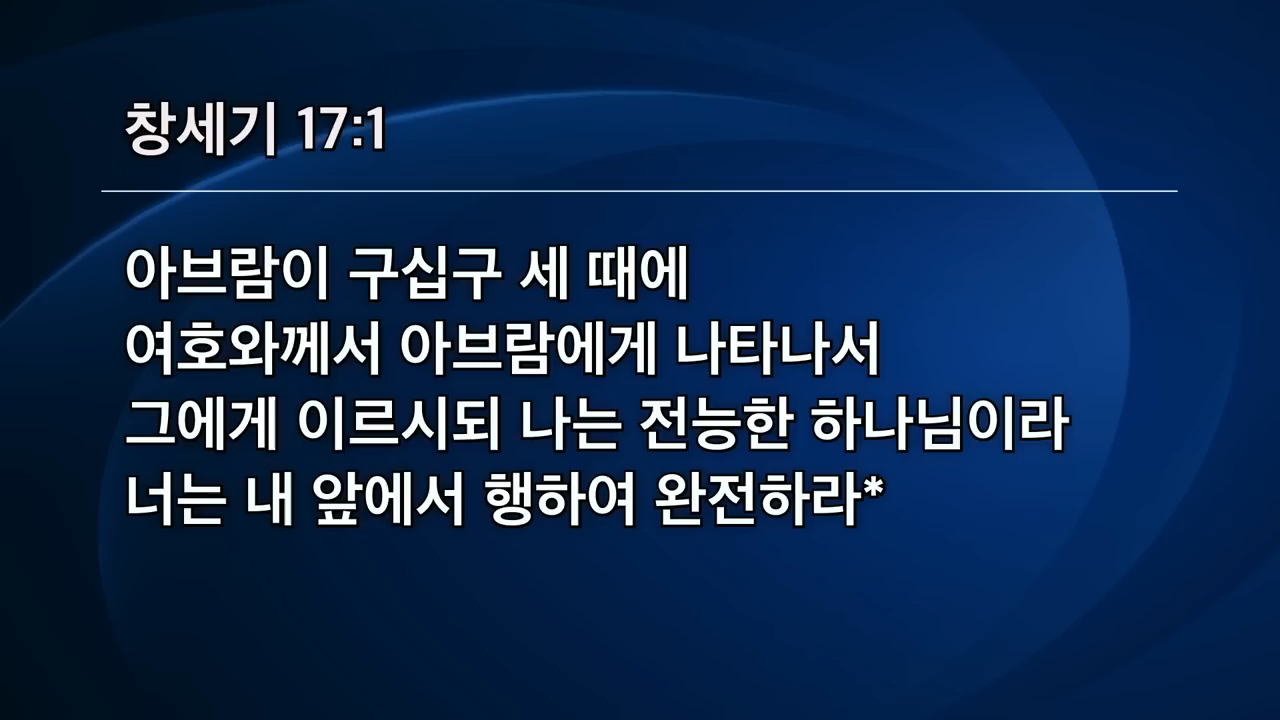 창세기 17:1
아브람이 구십구 세 때에
여호와께서 아브람에게 나타나서
그에게 이르시되 나는 전능한 하나님이라
너는 내 앞에서 행하여 완전하라*